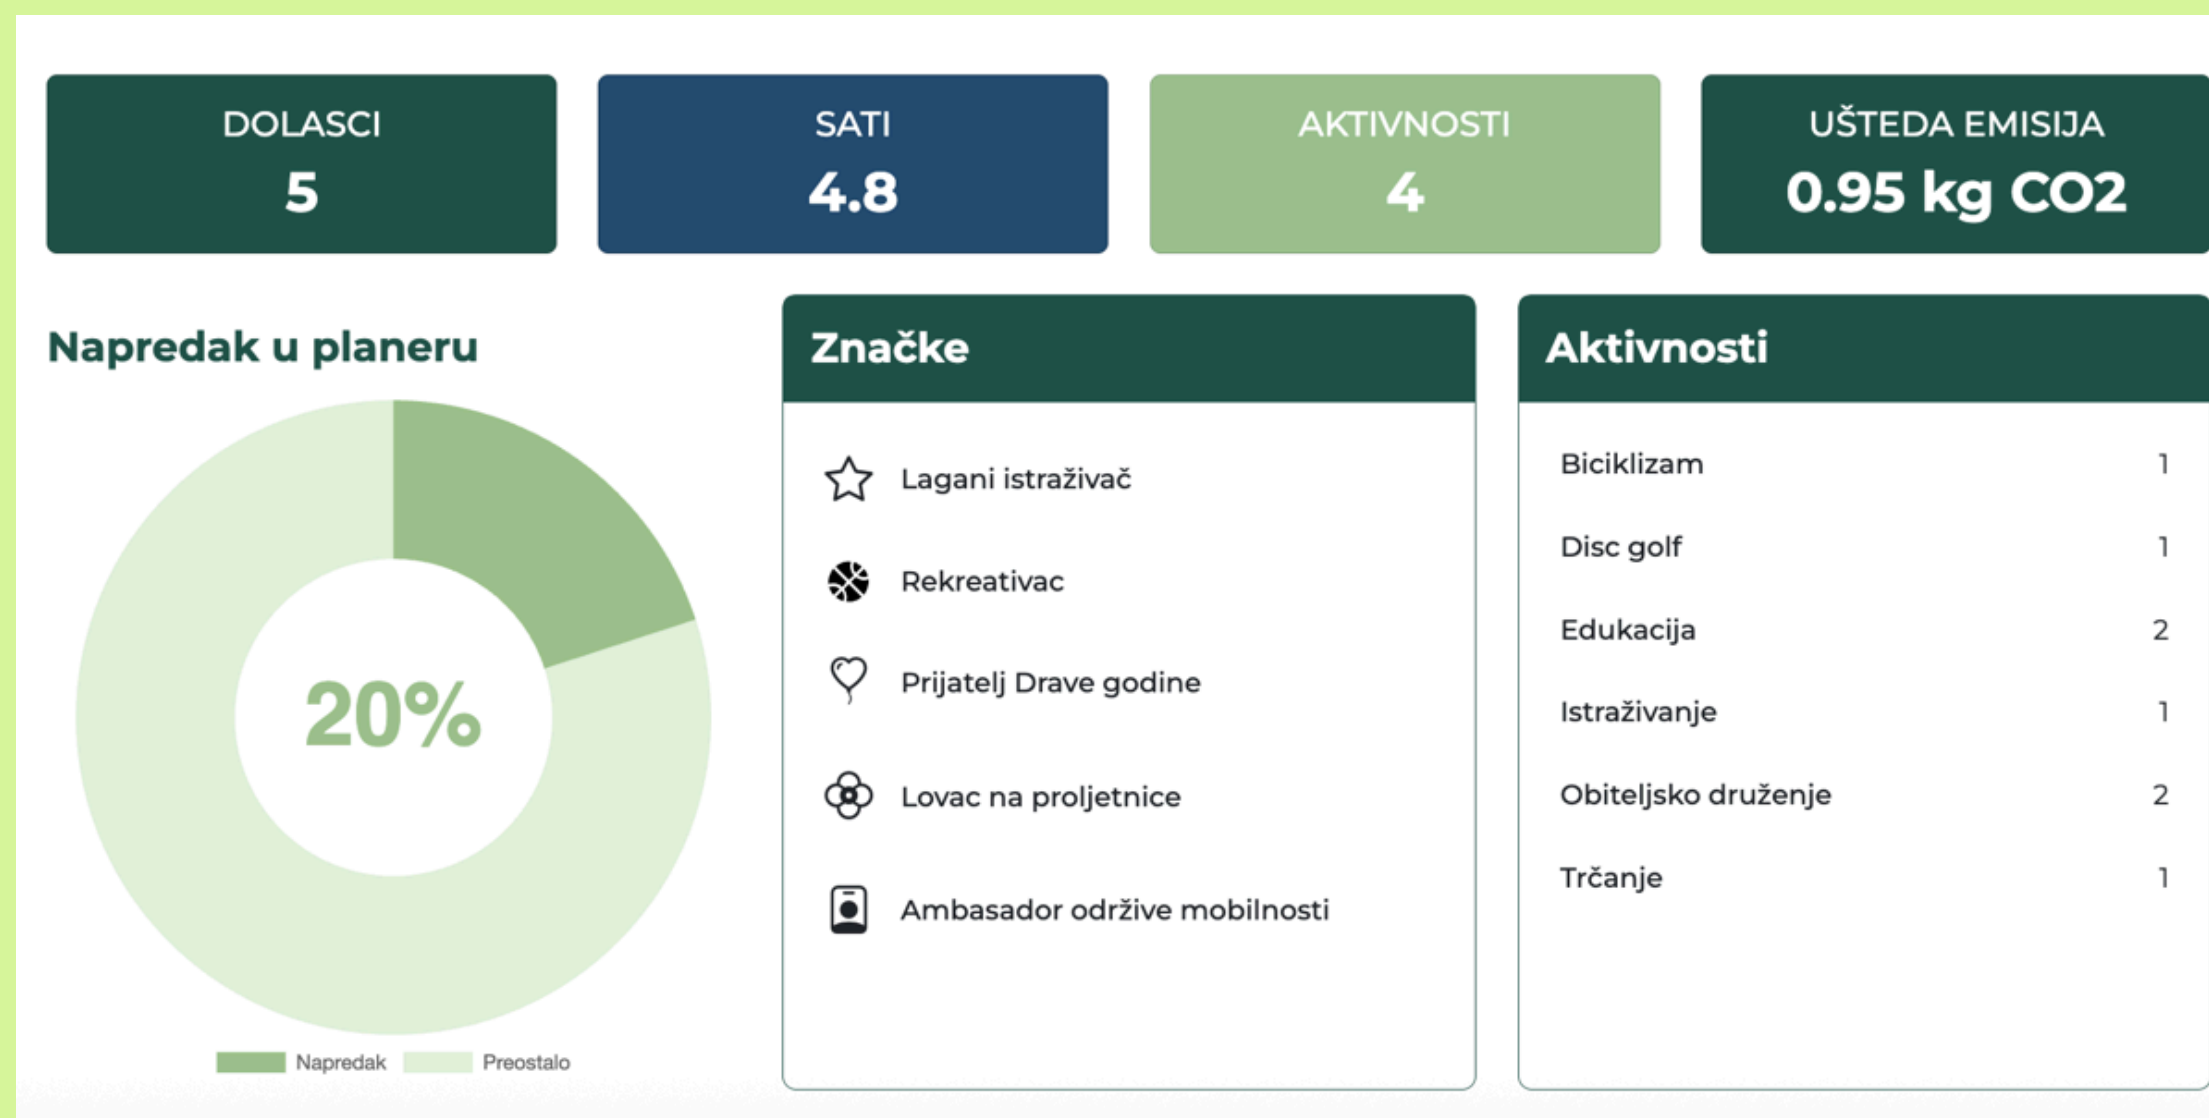 DOLASCI
5
SATI
4.8
AKTIVNOSTI
4
UŠTEDA EMISIJA
0.95 kg CO2
Napredak u planeru
20%
Napredak
Preostalo
Značke
Lagani istraživač
Rekreativac
Prijatelj Drave godine
Lovac na proljetnice
Ambasador održive mobilnosti
Aktivnosti
Biciklizam 1
Disc golf 1
Edukacija 2
Istraživanje 1
Obiteljsko druženje 2
Trčanje 1